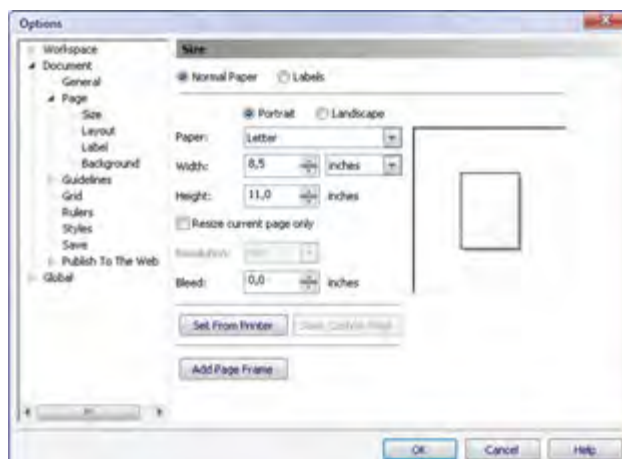 Options
Workspace
Document
General
Page
Size
Layout
Label
Background
Guidelines
Grid
Rulers
Styles
Save
Publish To The Web
Global
Size
Normal Paper Labels
Portrait Landscape
Paper: Letter
Width: 8,5 inches inches
Height: 11,0 inches
Resize current page only
Resolution:
Bleed: 0,0 inches
Set From Printer
Add Page Frame
OK Cancel Help